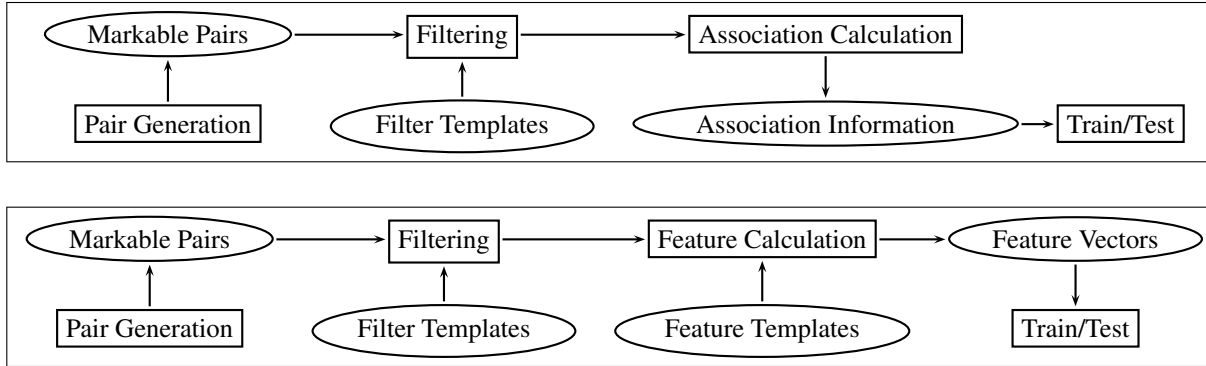 Markable Pairs
Filtering
Association Calculation
Pair Generation
Filter Templates
Association Information
Train/Test
Markable Pairs
Filtering
Feature Calculation
Feature Vectors
Pair Generation
Filter Templates
Feature Templates
Train/Test